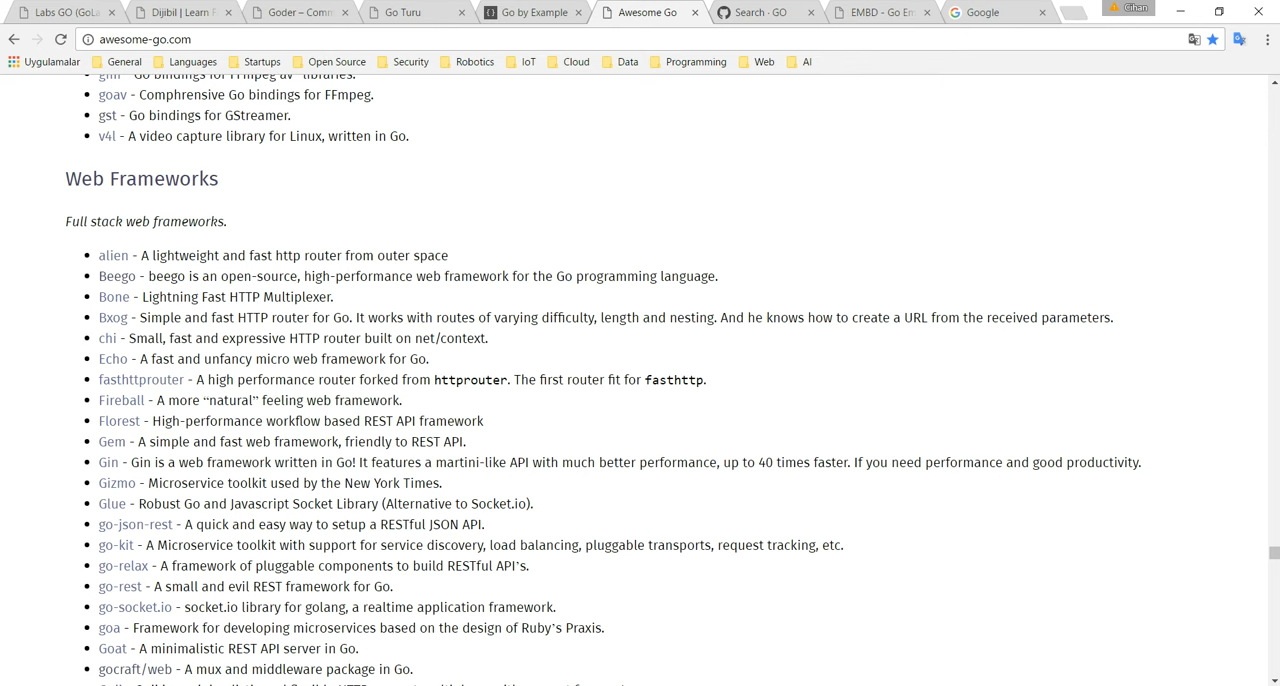 Labs GO (GoLa
Dijibil | Learn F
Goder – Comm
Go Turu
Go by Example
Awesome Go
Search · GO
EMBD - Go Em
Google
Cihan
awesome-go.com
Uygulamalar General Languages Startups Open Source Security Robotics IoT Cloud Data Programming Web AI
goav - Comphrensive Go bindings for FFmpeg.
gst - Go bindings for GStreamer.
v4l - A video capture library for Linux, written in Go.
Web Frameworks
Full stack web frameworks.
alien - A lightweight and fast http router from outer space
Beego - beego is an open-source, high-performance web framework for the Go programming language.
Bone - Lightning Fast HTTP Multiplexer.
Bxog - Simple and fast HTTP router for Go. It works with routes of varying difficulty, length and nesting. And he knows how to create a URL from the received parameters.
chi - Small, fast and expressive HTTP router built on net/context.
Echo - A fast and unfancy micro web framework for Go.
fasthttprouter - A high performance router forked from httprouter. The first router fit for fasthttp.
Fireball - A more “natural” feeling web framework.
Florest - High-performance workflow based REST API framework
Gem - A simple and fast web framework, friendly to REST API.
Gin - Gin is a web framework written in Go! It features a martini-like API with much better performance, up to 40 times faster. If you need performance and good productivity.
Gizmo - Microservice toolkit used by the New York Times.
Glue - Robust Go and Javascript Socket Library (Alternative to Socket.io).
go-json-rest - A quick and easy way to setup a RESTful JSON API.
go-kit - A Microservice toolkit with support for service discovery, load balancing, pluggable transports, request tracking, etc.
go-relax - A framework of pluggable components to build RESTful API’s.
go-rest - A small and evil REST framework for Go.
go-socket.io - socket.io library for golang, a realtime application framework.
goa - Framework for developing microservices based on the design of Ruby’s Praxis.
Goat - A minimalistic REST API server in Go.
gocraft/web - A mux and middleware package in Go.